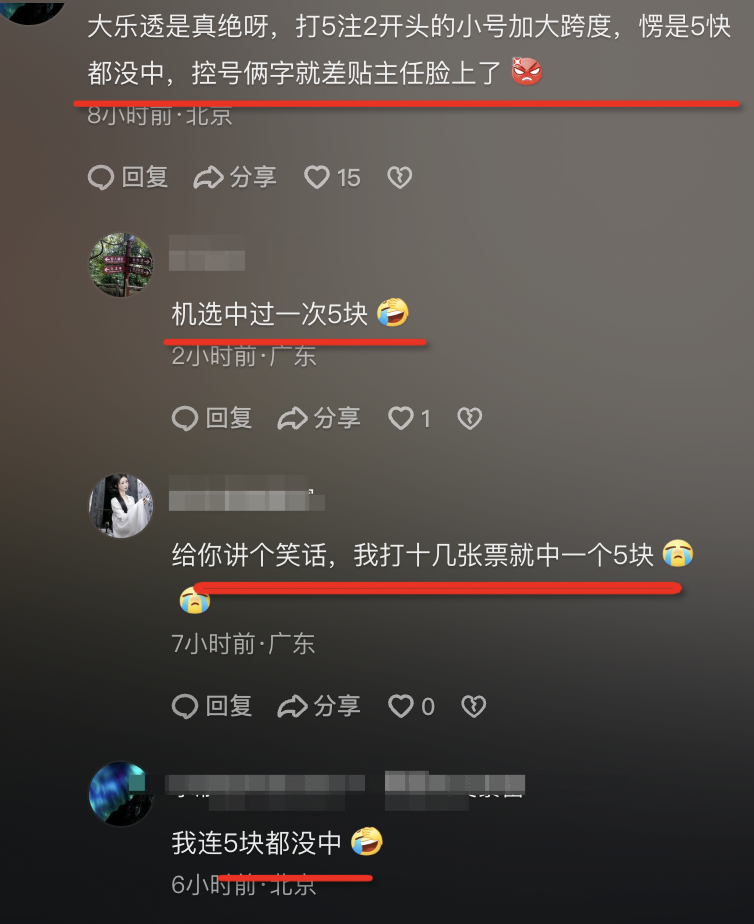 大乐透是真绝呀，打5注2开头的小号加大跨度，愣是5快
都没中，控号俩字就差贴主任脸上了
8小时前·北京
回复 分享 15
机选中过一次5块
2小时前·广东
回复 分享 1
给你讲个笑话，我打十几张票就中一个5块
7小时前·广东
回复 分享 0
我连5块都没中
6小时前·北京